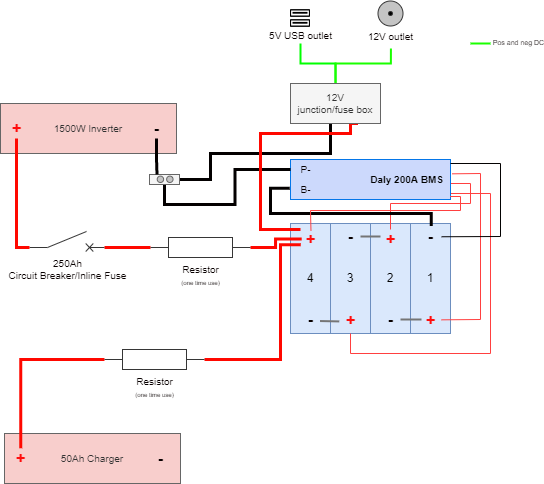 5V USB outlet
12V outlet
Pos and neg DC
12V
junction/fuse box
+ 1500W Inverter -
P-
B-
Daly 200A BMS
+ - + -
4 3 2 1
- + - +
250Ah
Circuit Breaker/Inline Fuse
Resistor
(one time use)
Resistor
(one time use)
+ 50Ah Charger -